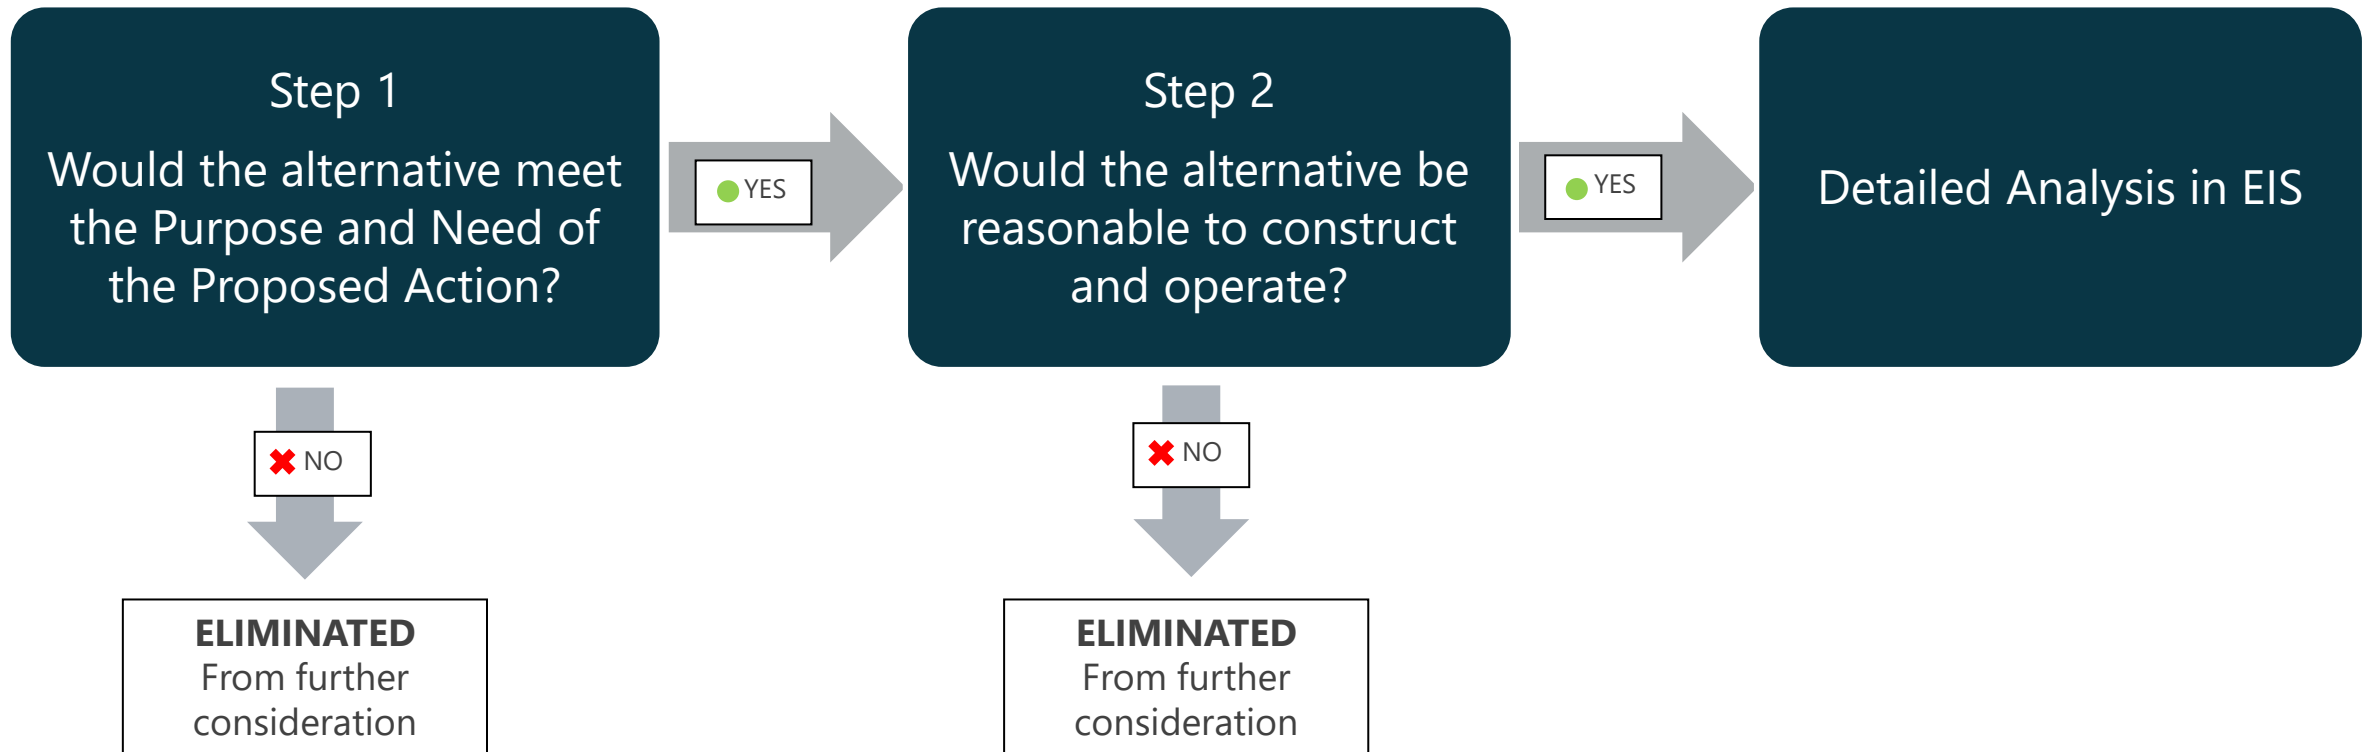 Step 1
Would the alternative meet
the Purpose and Need of
the Proposed Action?
YES
Step 2
Would the alternative be
reasonable to construct
and operate?
YES
Detailed Analysis in EIS
NO
NO
ELIMINATED
From further
consideration
ELIMINATED
From further
consideration